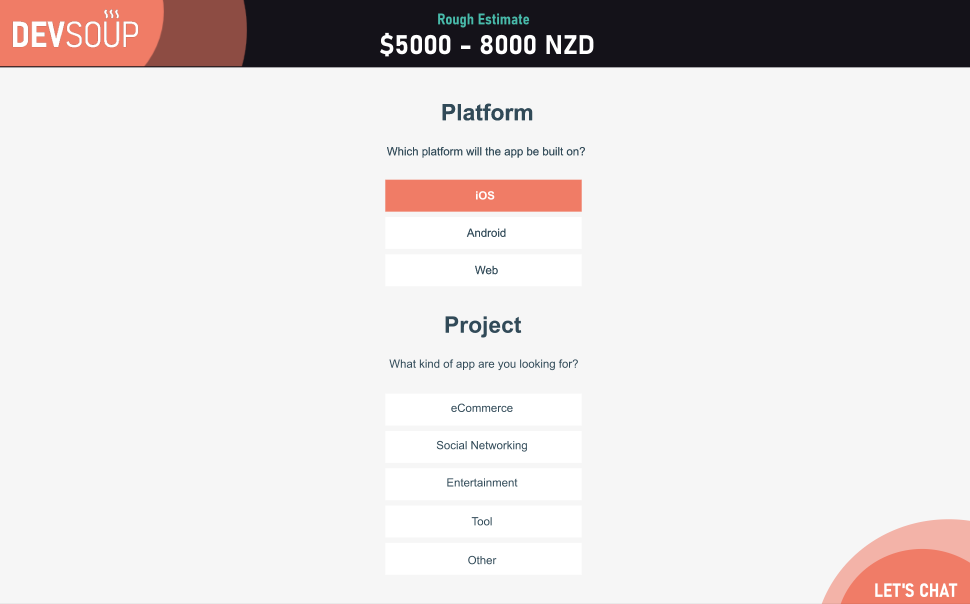 DEVSOUP
Rough Estimate
$5000 - 8000 NZD
Platform
Which platform will the app be built on?
iOS
Android
Web
Project
What kind of app are you looking for?
eCommerce
Social Networking
Entertainment
Tool
Other
LET'S CHAT